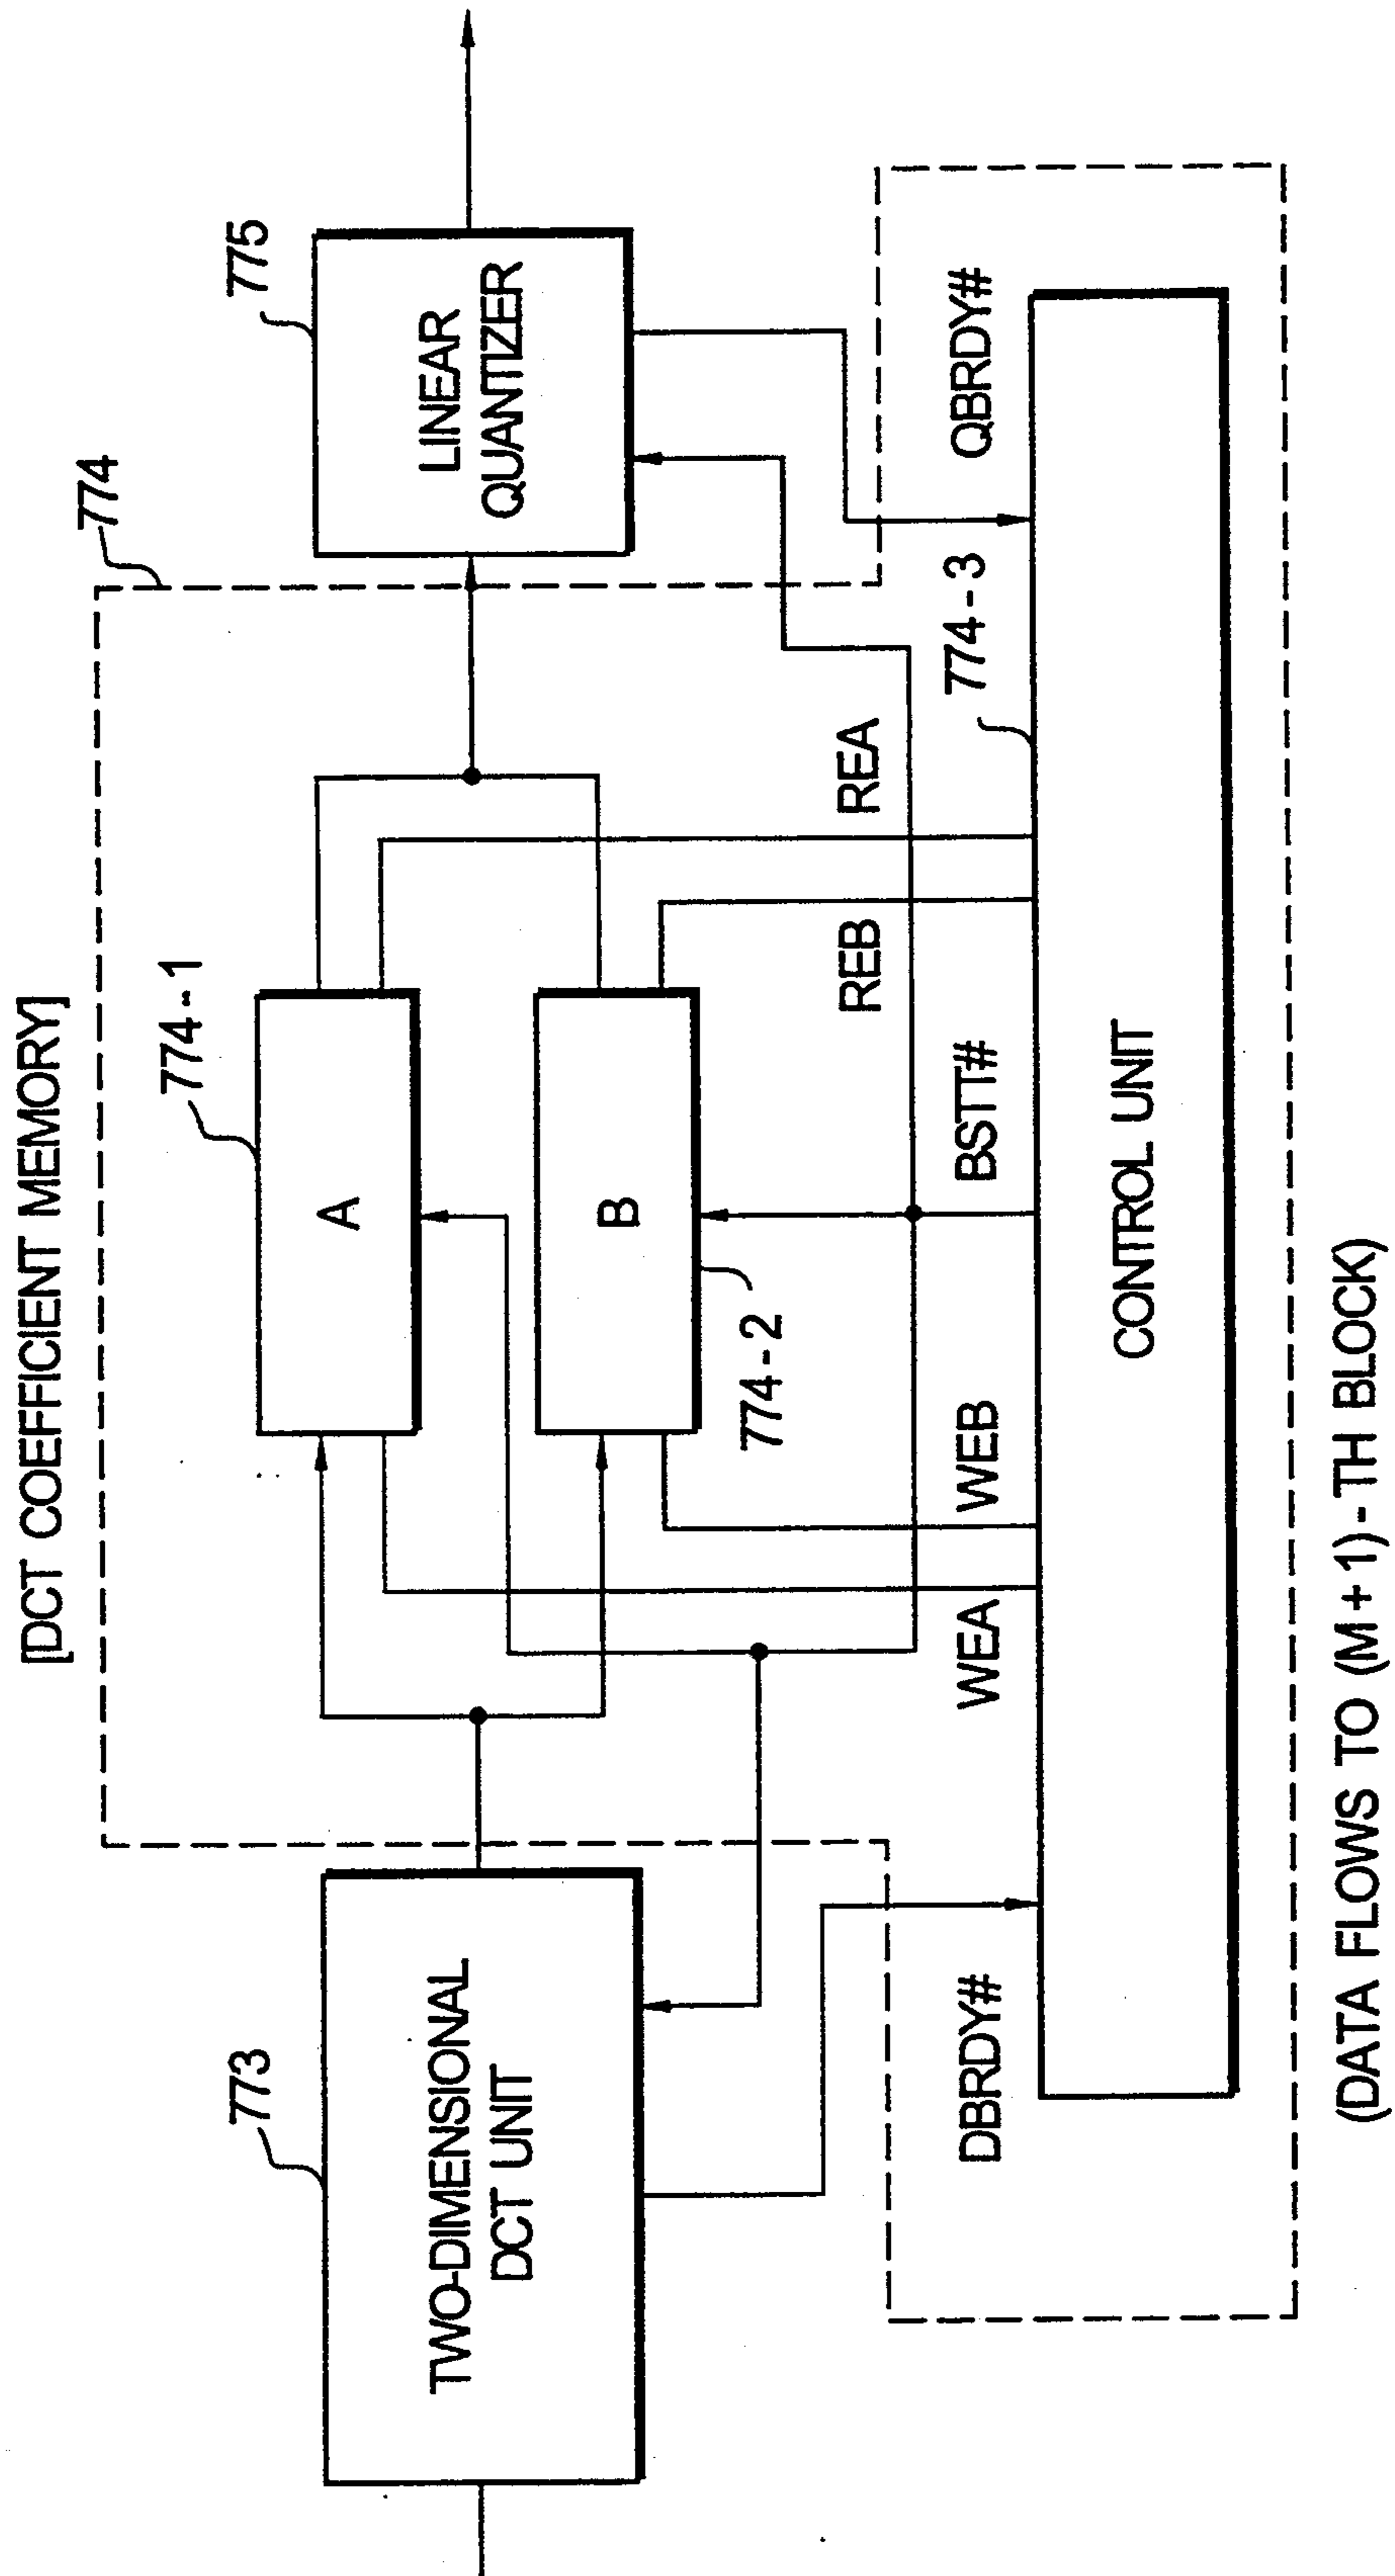 [DCT COEFFICIENT MEMORY]
774
773
TWO-DIMENSIONAL
DCT UNIT
774-1
A
B
774-2
775
LINEAR
QUANTIZER
DBRDY#
WEA
WEB
BSTT#
REB
REA
774-3
QBRDY#
CONTROL UNIT
(DATA FLOWS TO (M+1)-TH BLOCK)